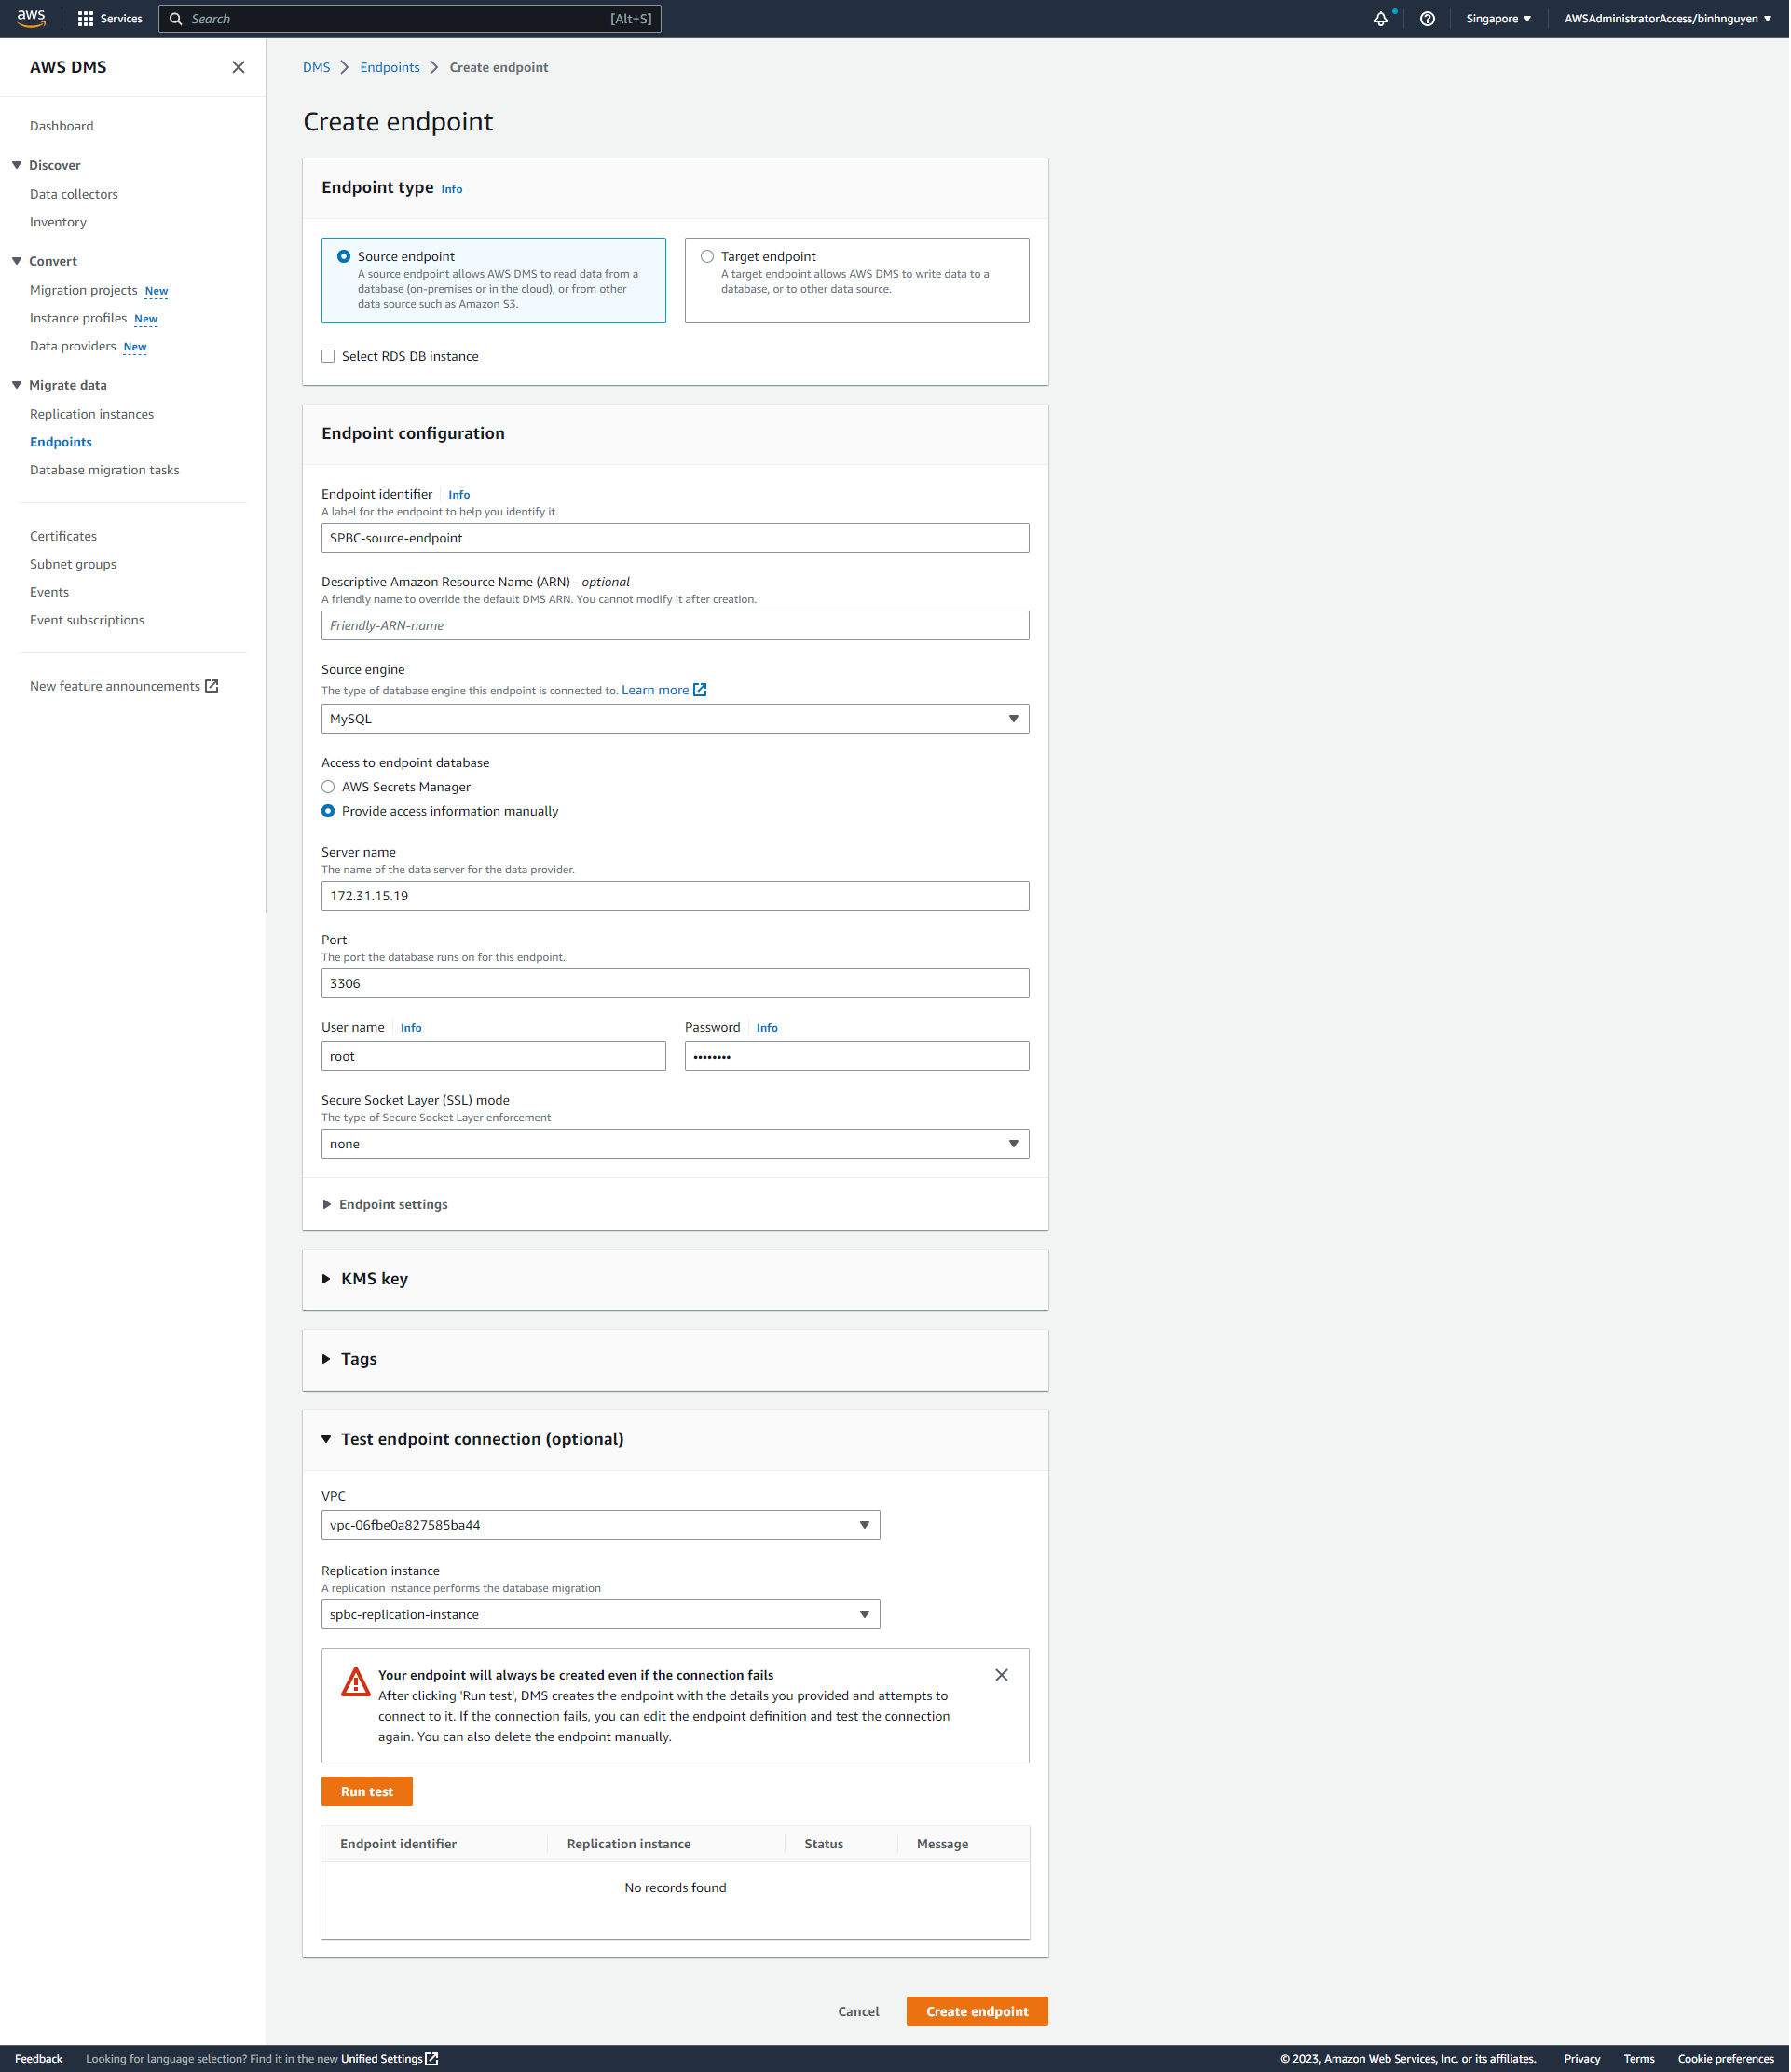 aws
Services
Search
[Alt+S]
Singapore
AWSAdministratorAccess/binhnguyen
AWS DMS
Dashboard
Discover
Data collectors
Inventory
Convert
Migration projects New
Instance profiles New
Data providers New
Migrate data
Replication instances
Endpoints
Database migration tasks
Certificates
Subnet groups
Events
Event subscriptions
New feature announcements
DMS
Endpoints
Create endpoint
Create endpoint
Endpoint type Info
Source endpoint
A source endpoint allows AWS DMS to read data from a
database (on-premises or in the cloud), or from other
data source such as Amazon S3.
Target endpoint
A target endpoint allows AWS DMS to write data to a
database, or to other data source.
Select RDS DB instance
Endpoint configuration
Endpoint identifier Info
A label for the endpoint to help you identify it.
SPBC-source-endpoint
Descriptive Amazon Resource Name (ARN) - optional
A friendly name to override the default DMS ARN. You cannot modify it after creation.
Friendly-ARN-name
Source engine
The type of database engine this endpoint is connected to. Learn more
MySQL
Access to endpoint database
AWS Secrets Manager
Provide access information manually
Server name
The name of the data server for the data provider.
172.31.15.19
Port
The port the database runs on for this endpoint.
3306
User name Info
root
Password Info
••••••••
Secure Socket Layer (SSL) mode
The type of Secure Socket Layer enforcement
none
Endpoint settings
KMS key
Tags
Test endpoint connection (optional)
VPC
vpc-06fbe0a827585ba44
Replication instance
A replication instance performs the database migration
spbc-replication-instance
Your endpoint will always be created even if the connection fails
After clicking 'Run test', DMS creates the endpoint with the details you provided and attempts to
connect to it. If the connection fails, you can edit the endpoint definition and test the connection
again. You can also delete the endpoint manually.
Run test
Endpoint identifier Replication instance Status Message
No records found
Cancel
Create endpoint
Feedback
Looking for language selection? Find it in the new Unified Settings
© 2023, Amazon Web Services, Inc. or its affiliates.
Privacy
Terms
Cookie preferences